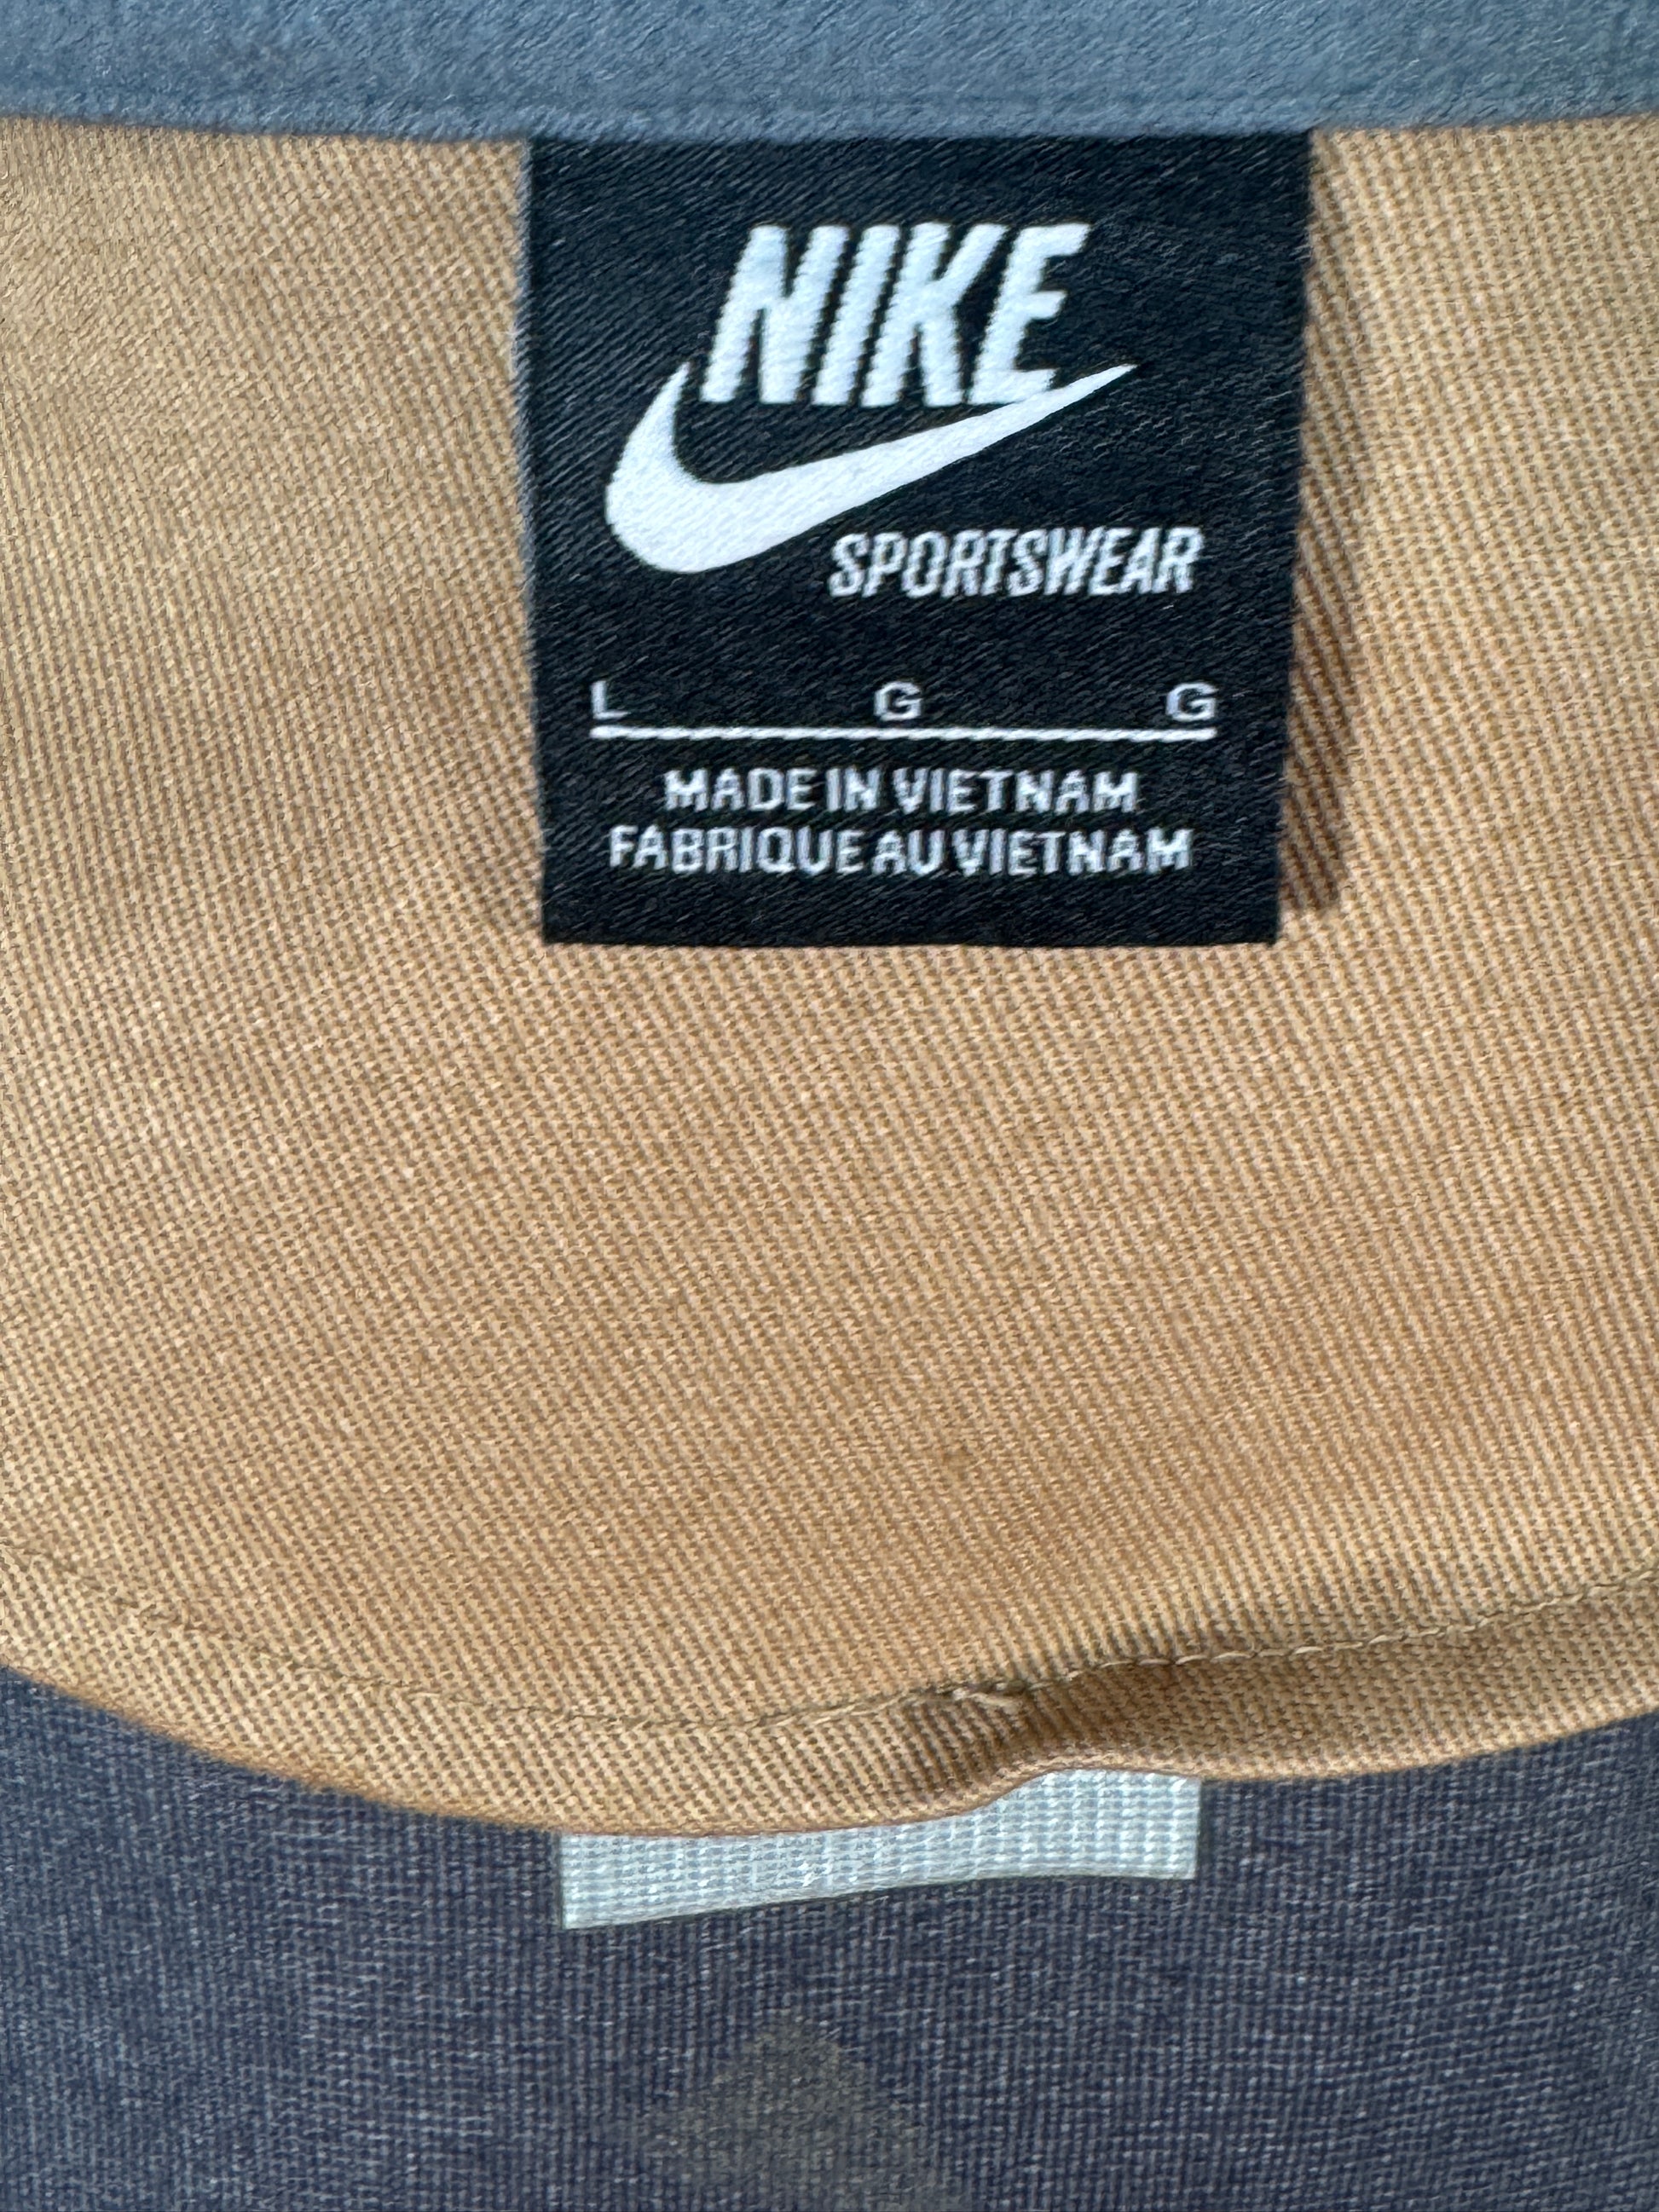 NIKE
SPORTSWEAR
L G G
MADE IN VIETNAM
FABRIQUE AU VIETNAM